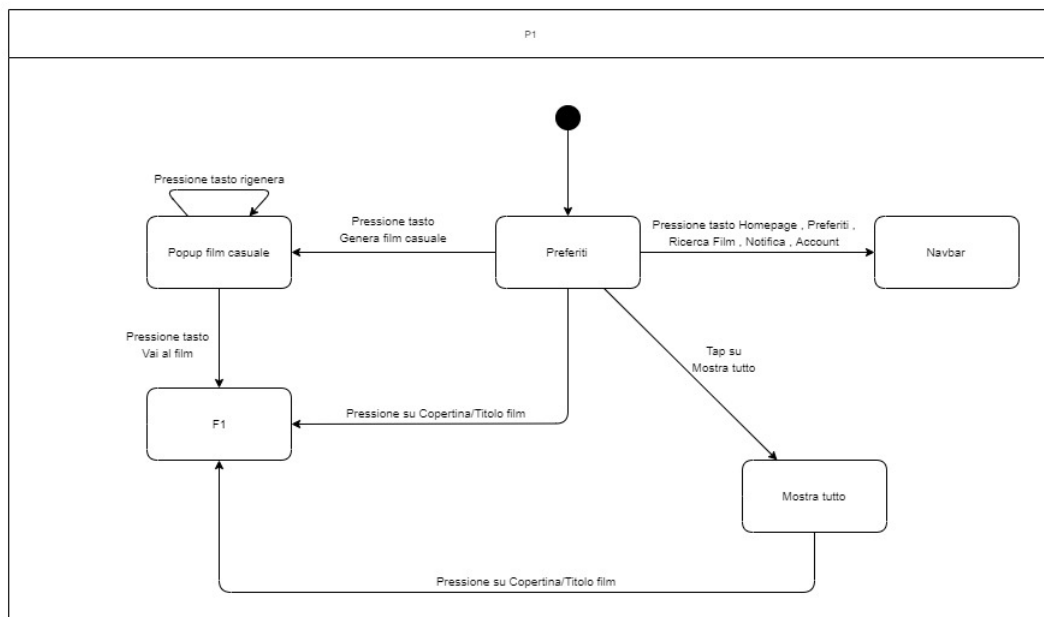 P1
Pressione tasto rigenera
Pressione tasto
Genera film casuale
Pressione tasto Homepage , Preferiti ,
Ricerca Film , Notifica , Account
Popup film casuale
Preferiti
Navbar
Pressione tasto
Vai al film
Tap su
Mostra tutto
F1
Pressione su Copertina/Titolo film
Mostra tutto
Pressione su Copertina/Titolo film